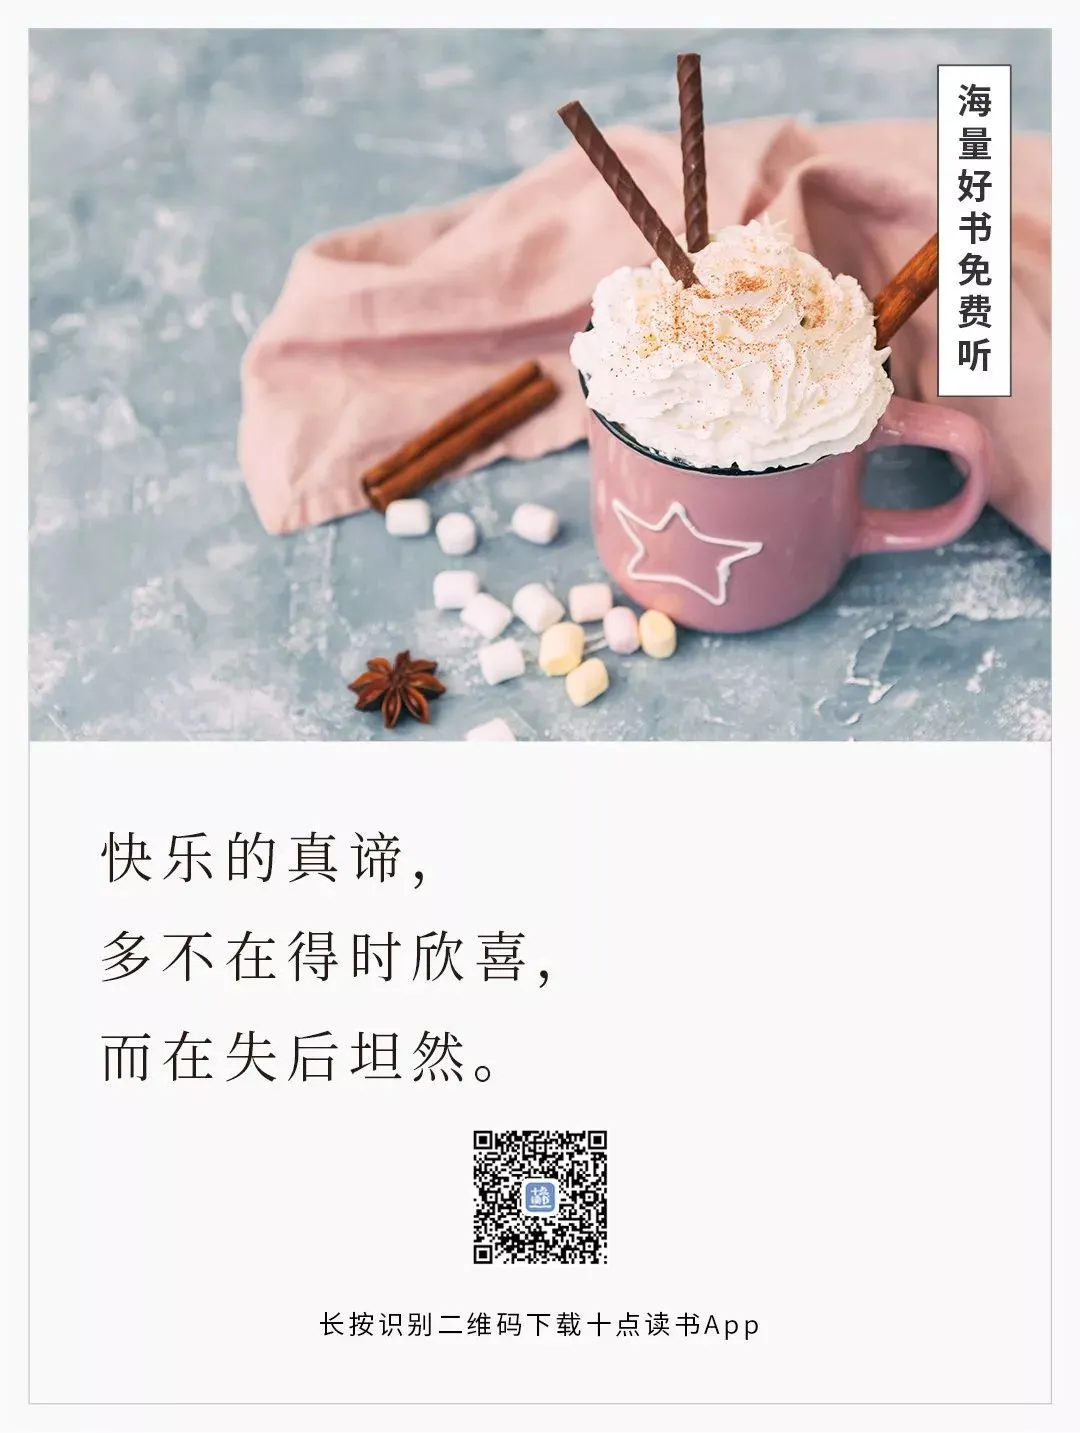 海量好书免费听
快乐的真谛，
多不在得时欣喜，
而在失后坦然。
长按识别二维码下载十点读书App